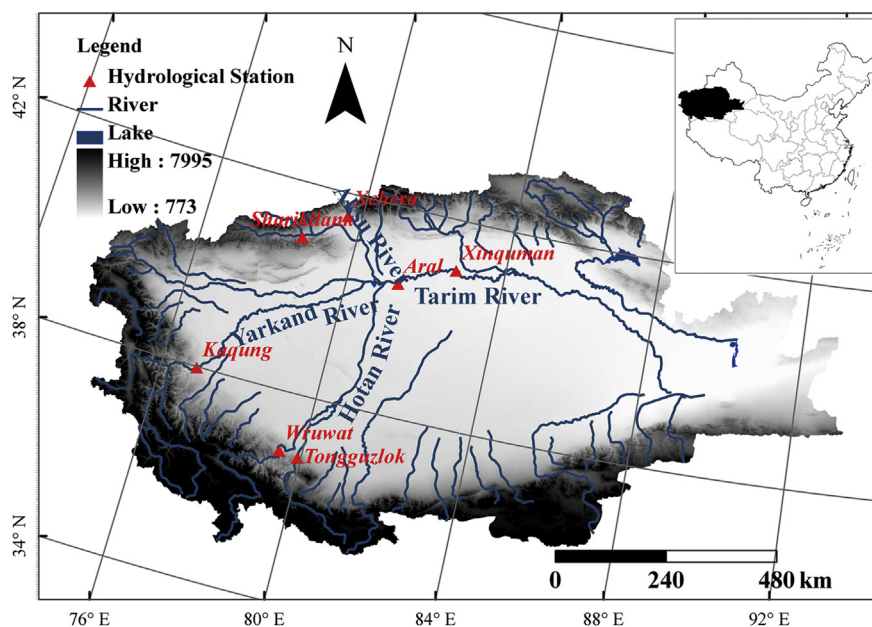 Legend
Hydrological Station
River
Lake
High : 7995
Low : 773
N
42° N
38° N
34° N
Xehera
Sharikilank
Aral
Xinquman
Tarim River
Yarkand River
Hotan River
Kaqung
Wruwat
Tongguzlok
0 240 480 km
76° E 80° E 84° E 88° E 92° E